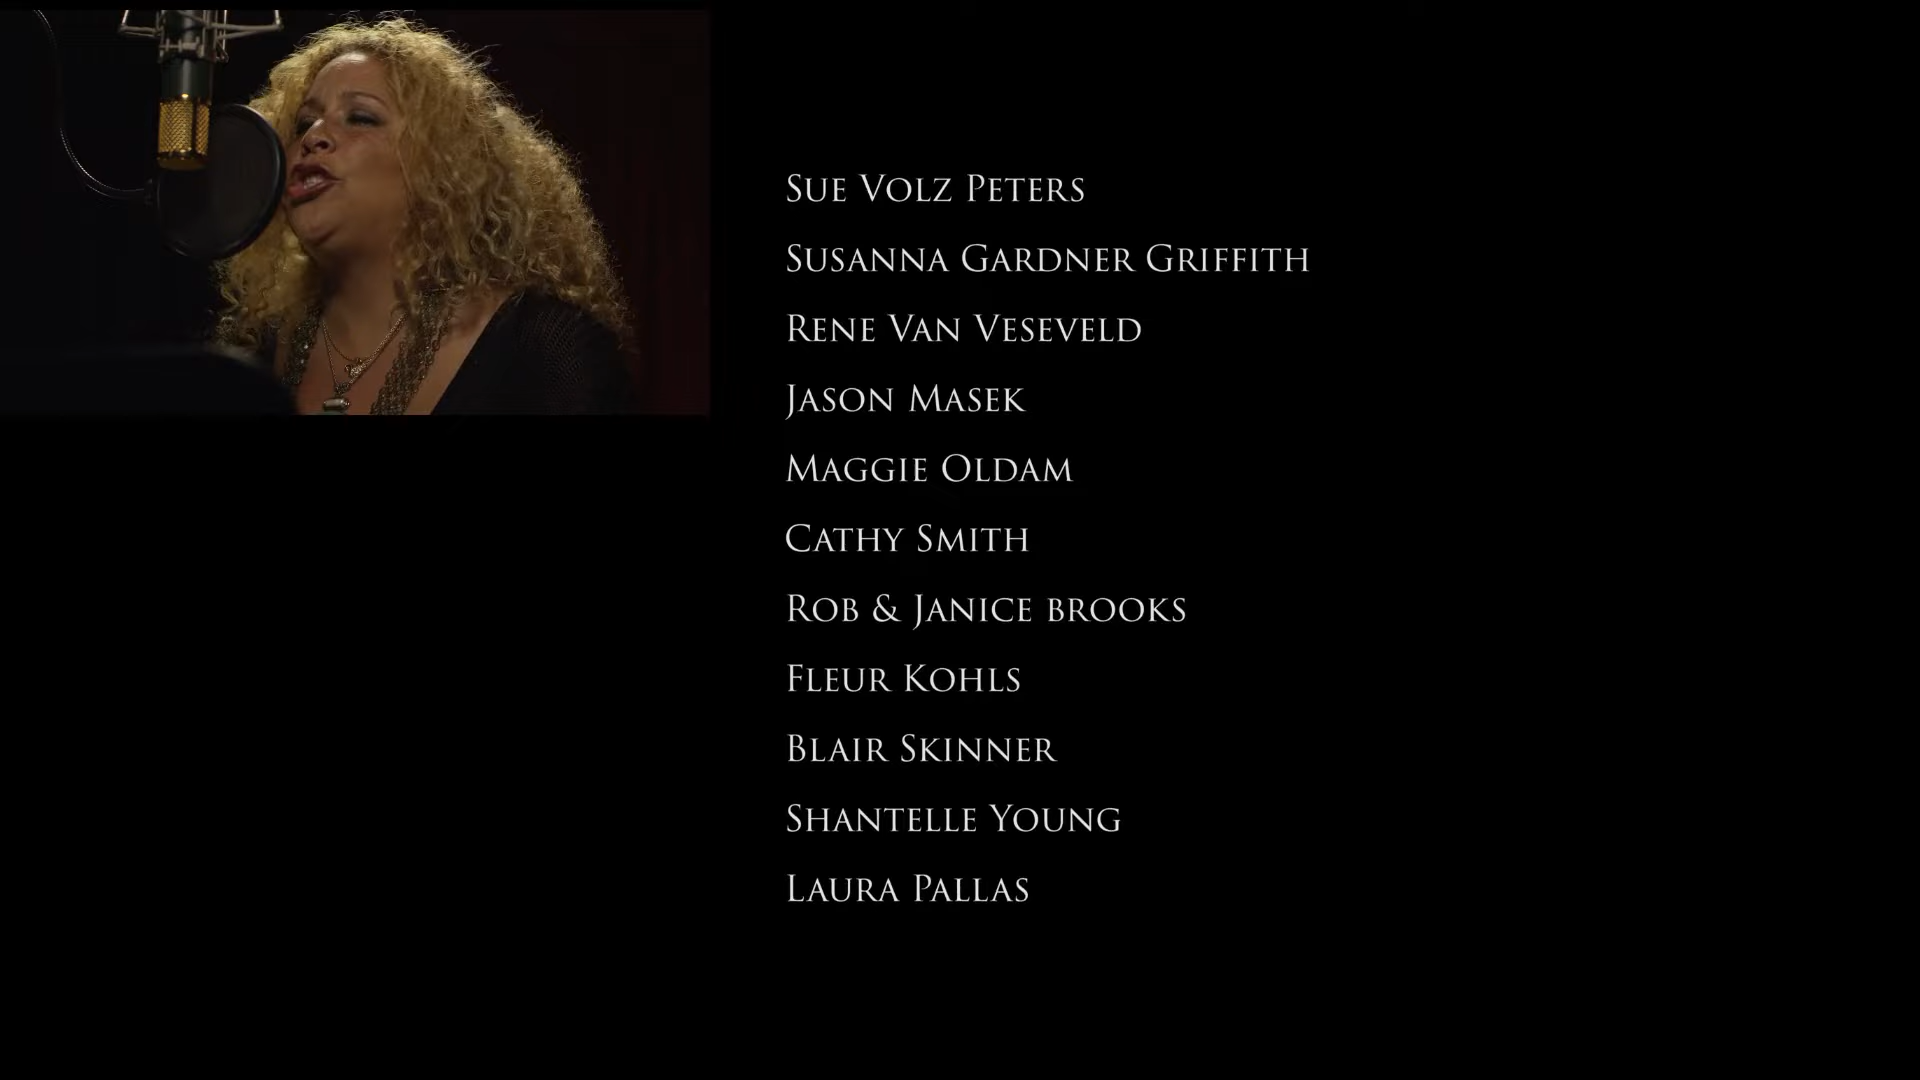 Sue Volz Peters
Susanna Gardner Griffith
Rene Van Veseveld
Jason Masek
Maggie Oldam
Cathy Smith
Rob & Janice brooks
Fleur Kohls
Blair Skinner
Shantelle Young
Laura Pallas